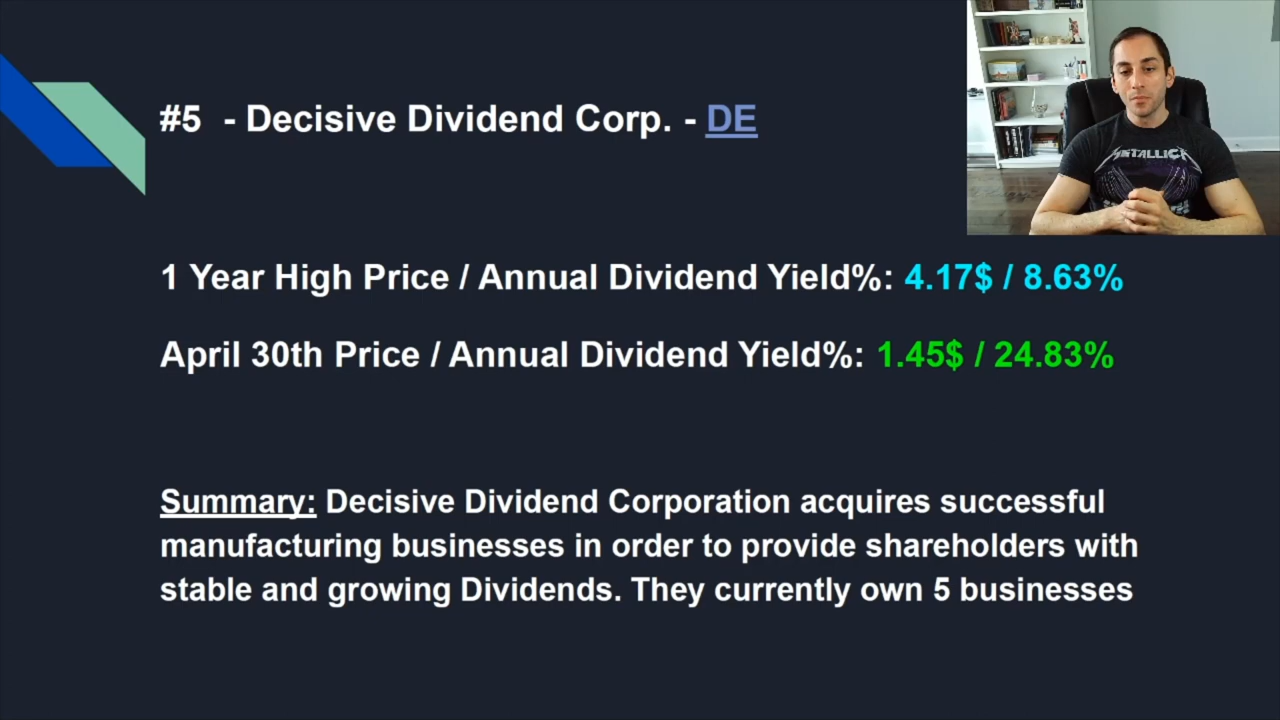 #5 - Decisive Dividend Corp. - DE
METALLICA
1 Year High Price / Annual Dividend Yield%: 4.17$ / 8.63%
April 30th Price / Annual Dividend Yield%: 1.45$ / 24.83%
Summary: Decisive Dividend Corporation acquires successful
manufacturing businesses in order to provide shareholders with
stable and growing Dividends. They currently own 5 businesses